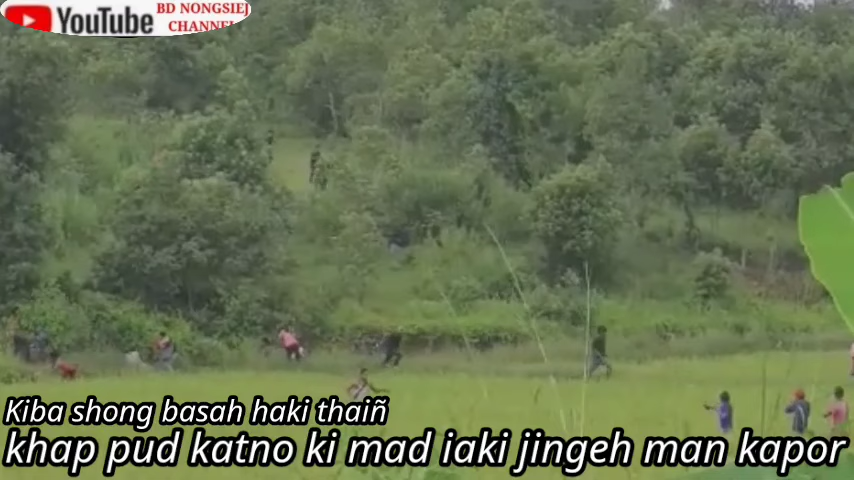 YouTube
BD NONGSIEJ
CHANNEL
Kiba shong basah haki thaiñ
khap pud katno ki mad iaki jingeh man kapor